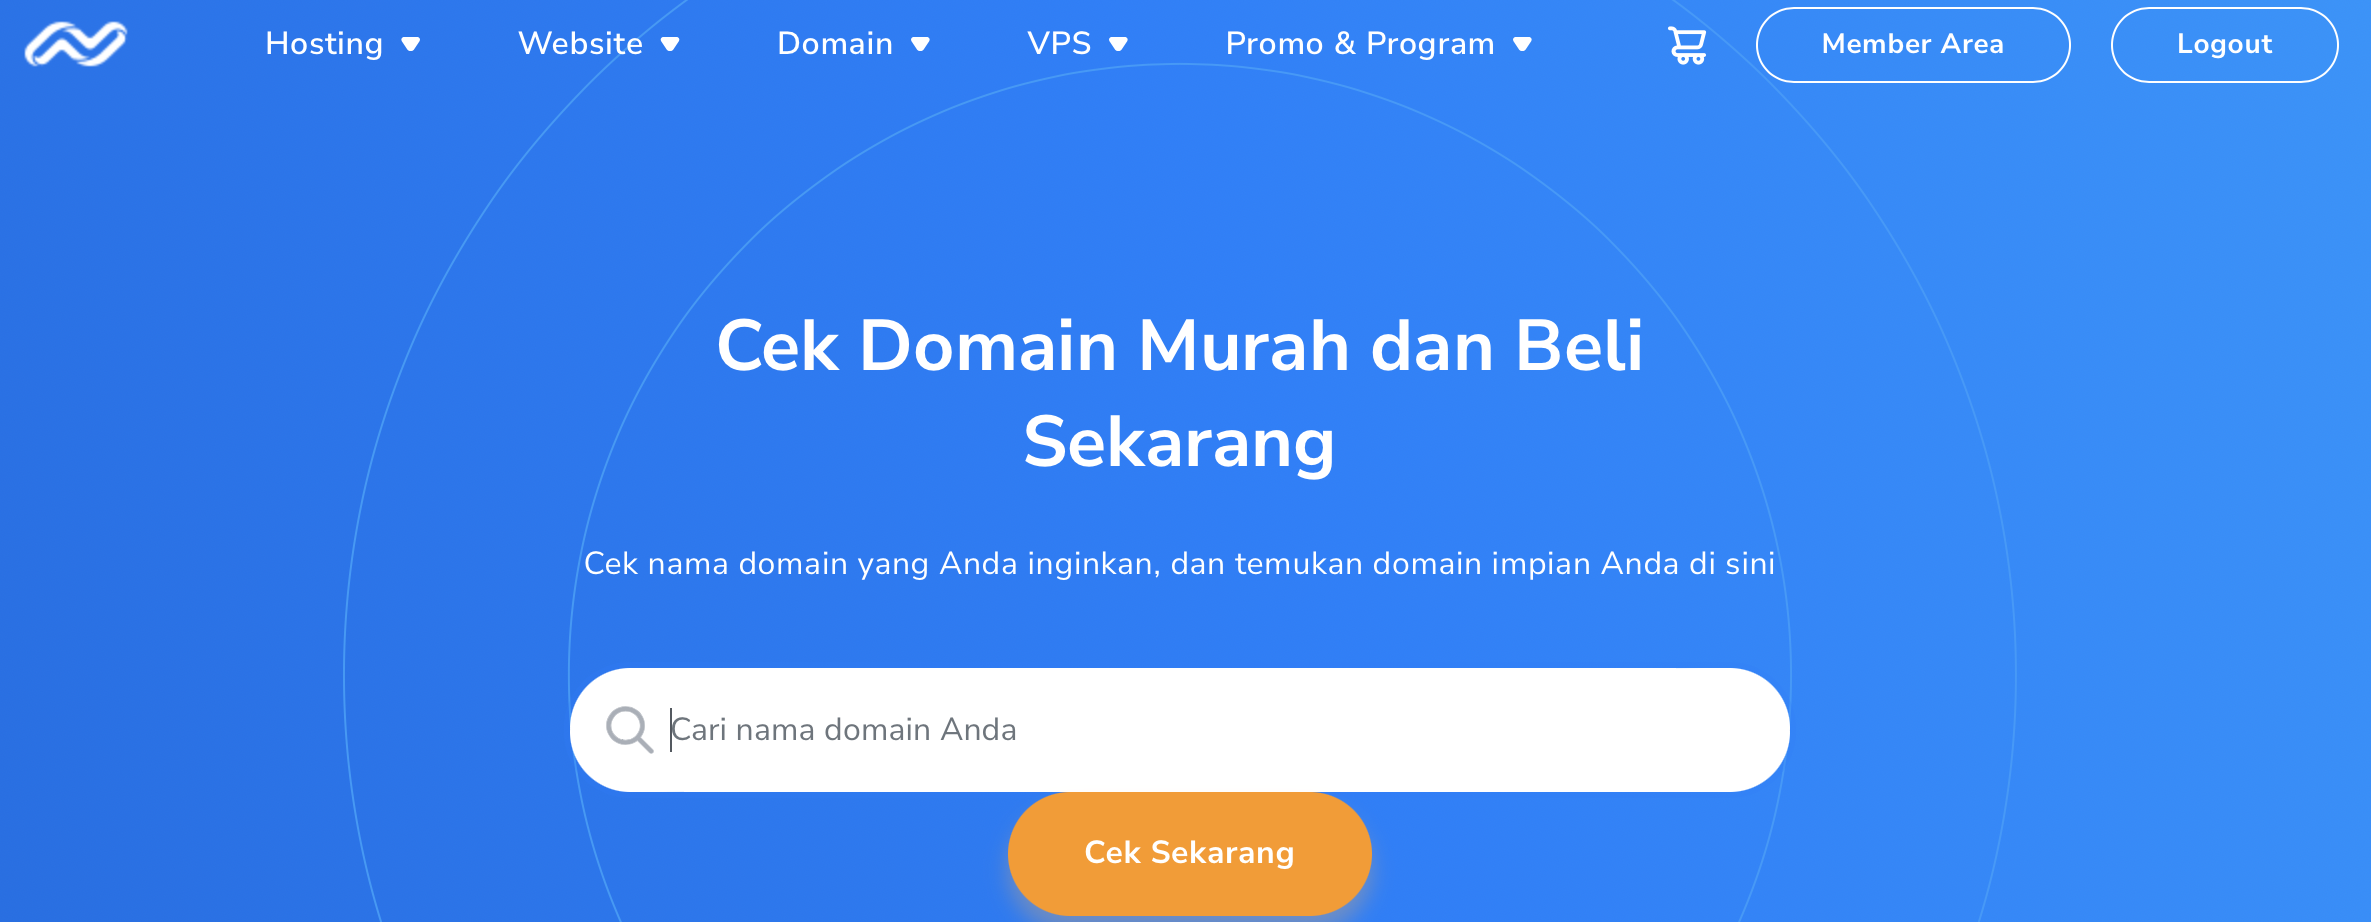 Hosting Website Domain VPS Promo & Program Member Area Logout
Cek Domain Murah dan Beli
Sekarang
Cek nama domain yang Anda inginkan, dan temukan domain impian Anda di sini
Cari nama domain Anda
Cek Sekarang